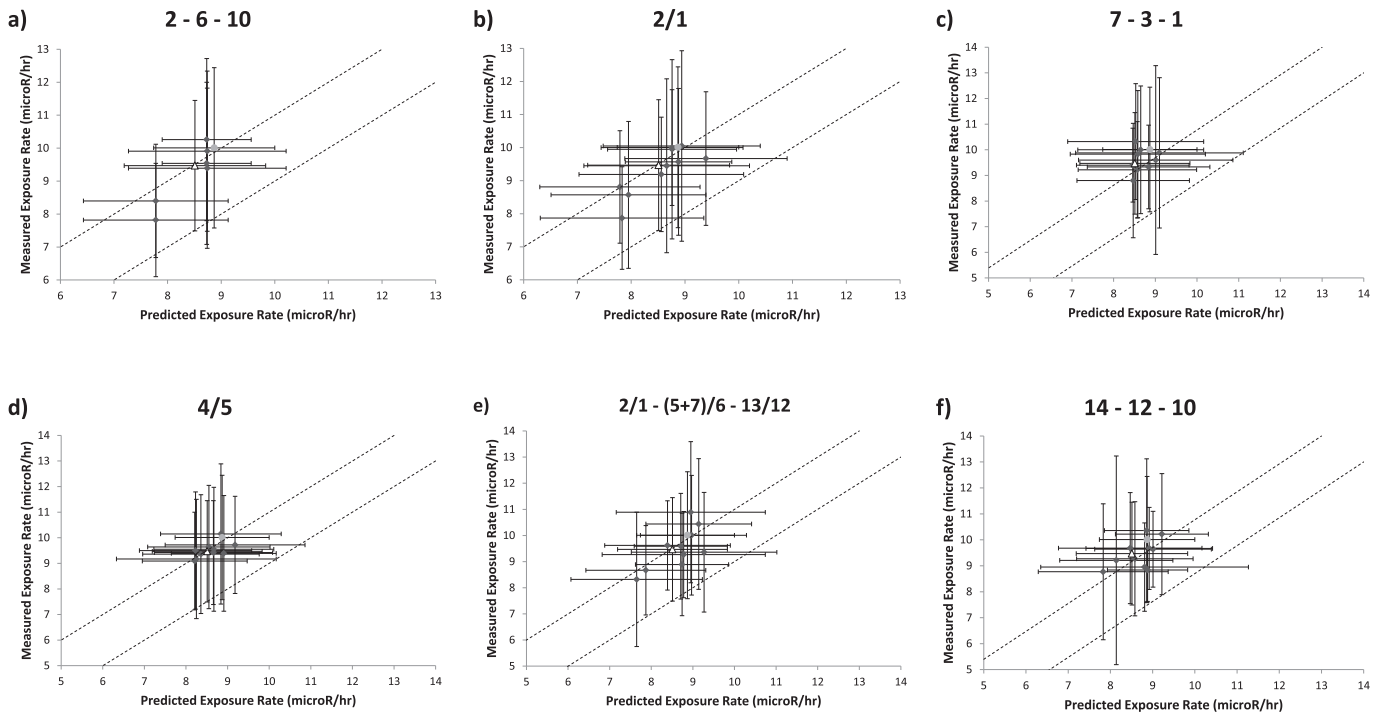 a) 2 - 6 - 10
13
12
11
10
9
8
7
6
6 7 8 9 10 11 12 13
Measured Exposure Rate (microR/hr)
Predicted Exposure Rate (microR/hr)
b) 2/1
13
12
11
10
9
8
7
6
6 7 8 9 10 11 12 13
Measured Exposure Rate (microR/hr)
Predicted Exposure Rate (microR/hr)
c) 7 - 3 - 1
14
13
12
11
10
9
8
7
6
5
5 6 7 8 9 10 11 12 13 14
Measured Exposure Rate (microR/hr)
Predicted Exposure Rate (microR/hr)
d) 4/5
14
13
12
11
10
9
8
7
6
5
5 6 7 8 9 10 11 12 13 14
Measured Exposure Rate (microR/hr)
Predicted Exposure Rate (microR/hr)
e) 2/1 - (5+7)/6 - 13/12
14
13
12
11
10
9
8
7
6
5
5 6 7 8 9 10 11 12 13 14
Measured Exposure Rate (microR/hr)
Predicted Exposure Rate (microR/hr)
f) 14 - 12 - 10
14
13
12
11
10
9
8
7
6
5
5 6 7 8 9 10 11 12 13 14
Measured Exposure Rate (microR/hr)
Predicted Exposure Rate (microR/hr)